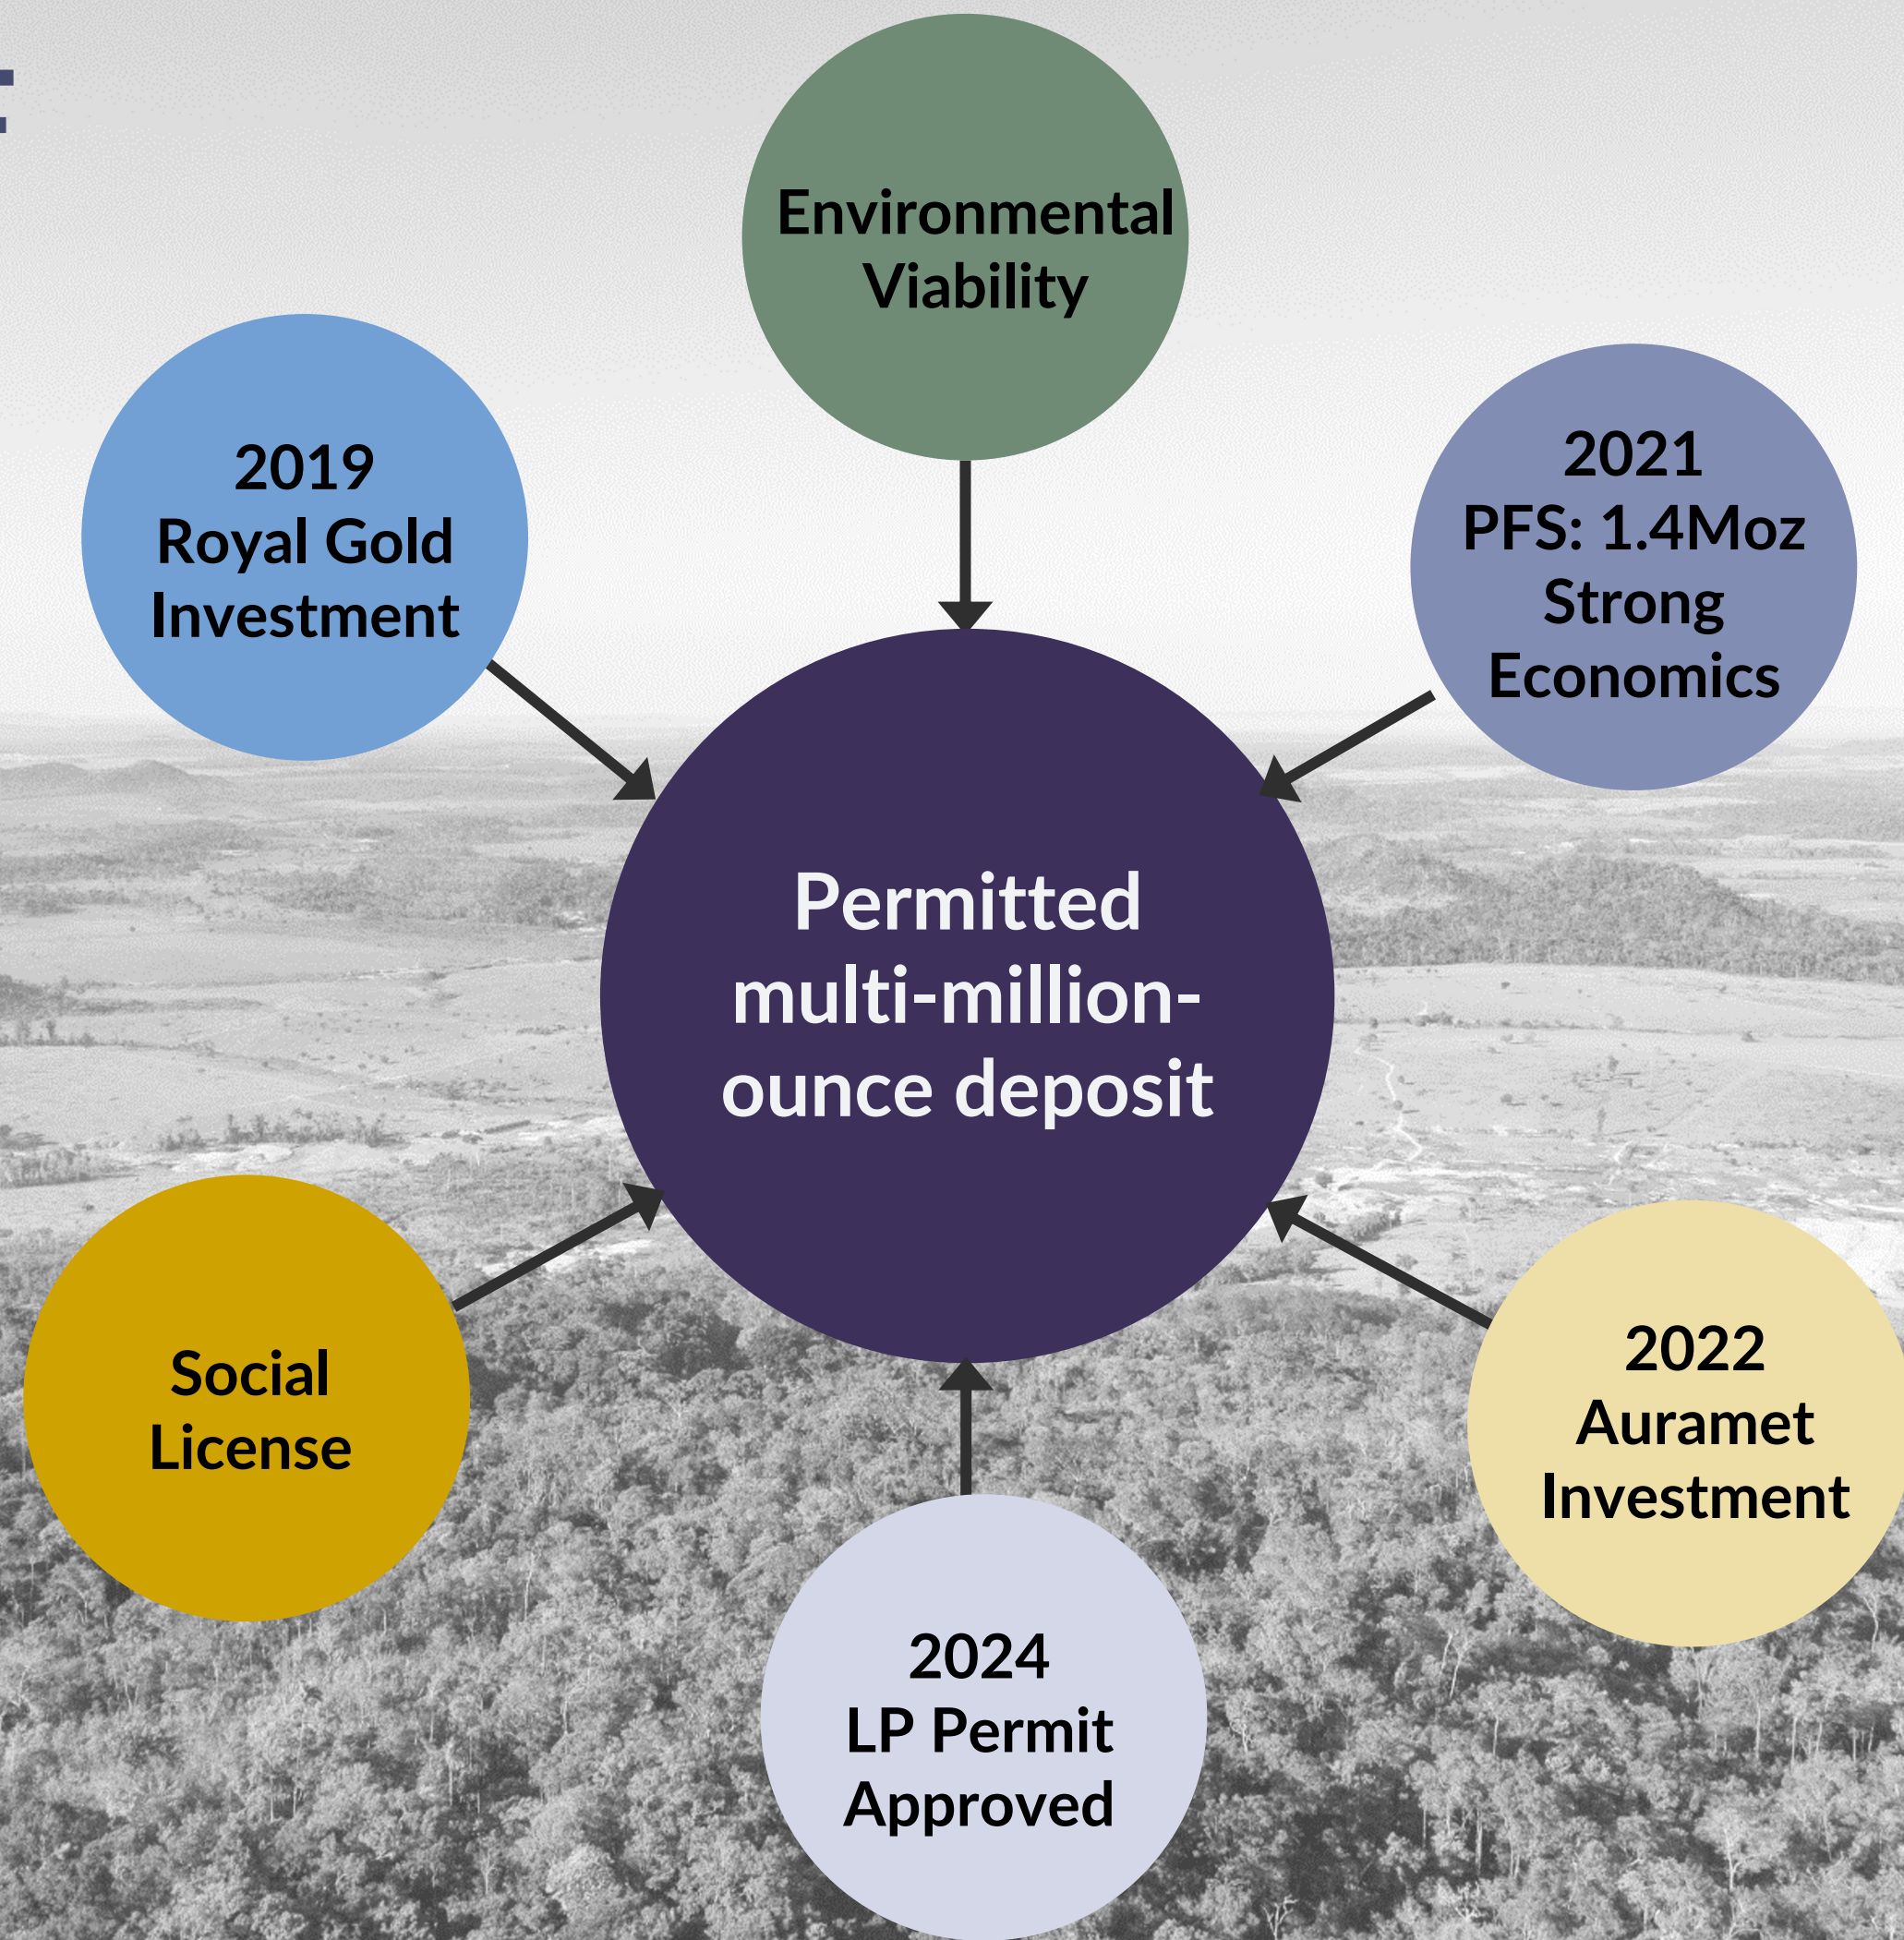 Environmental
Viability
2019
Royal Gold
Investment
2021
PFS: 1.4Moz
Strong
Economics
Permitted
multi-million-
ounce deposit
Social
License
2022
Auramet
Investment
2024
LP Permit
Approved